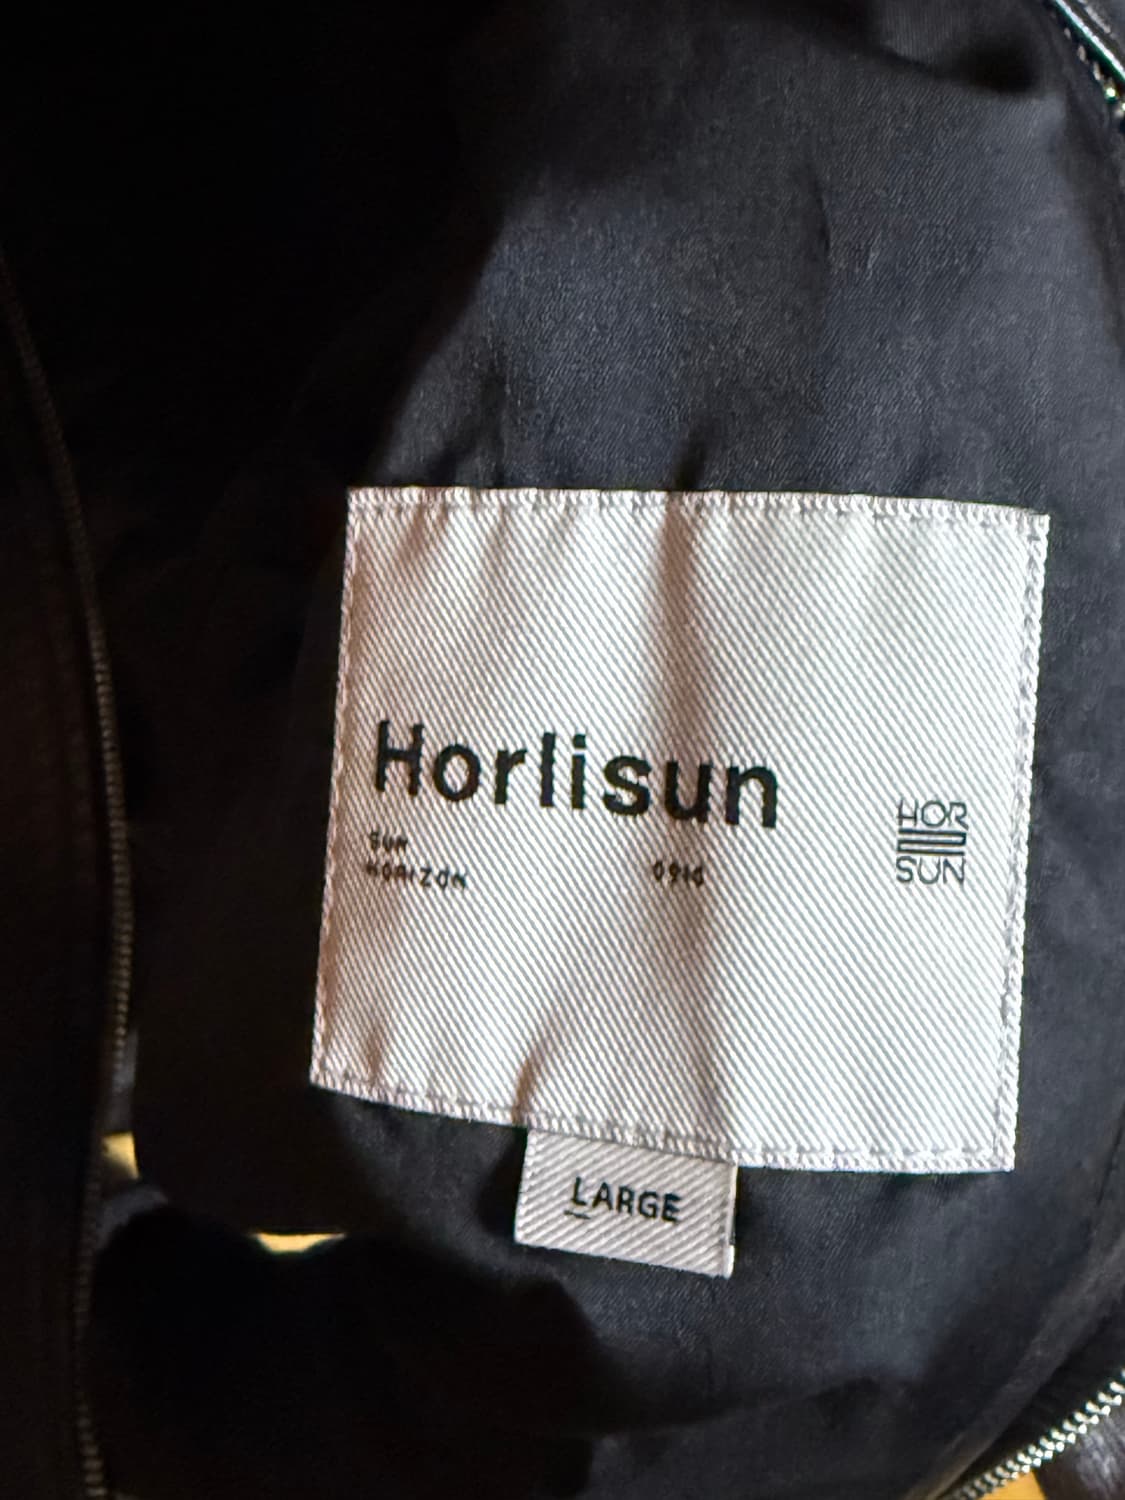 Horlisun
SUN
HORIZON
0916
HOR
SUN
LARGE